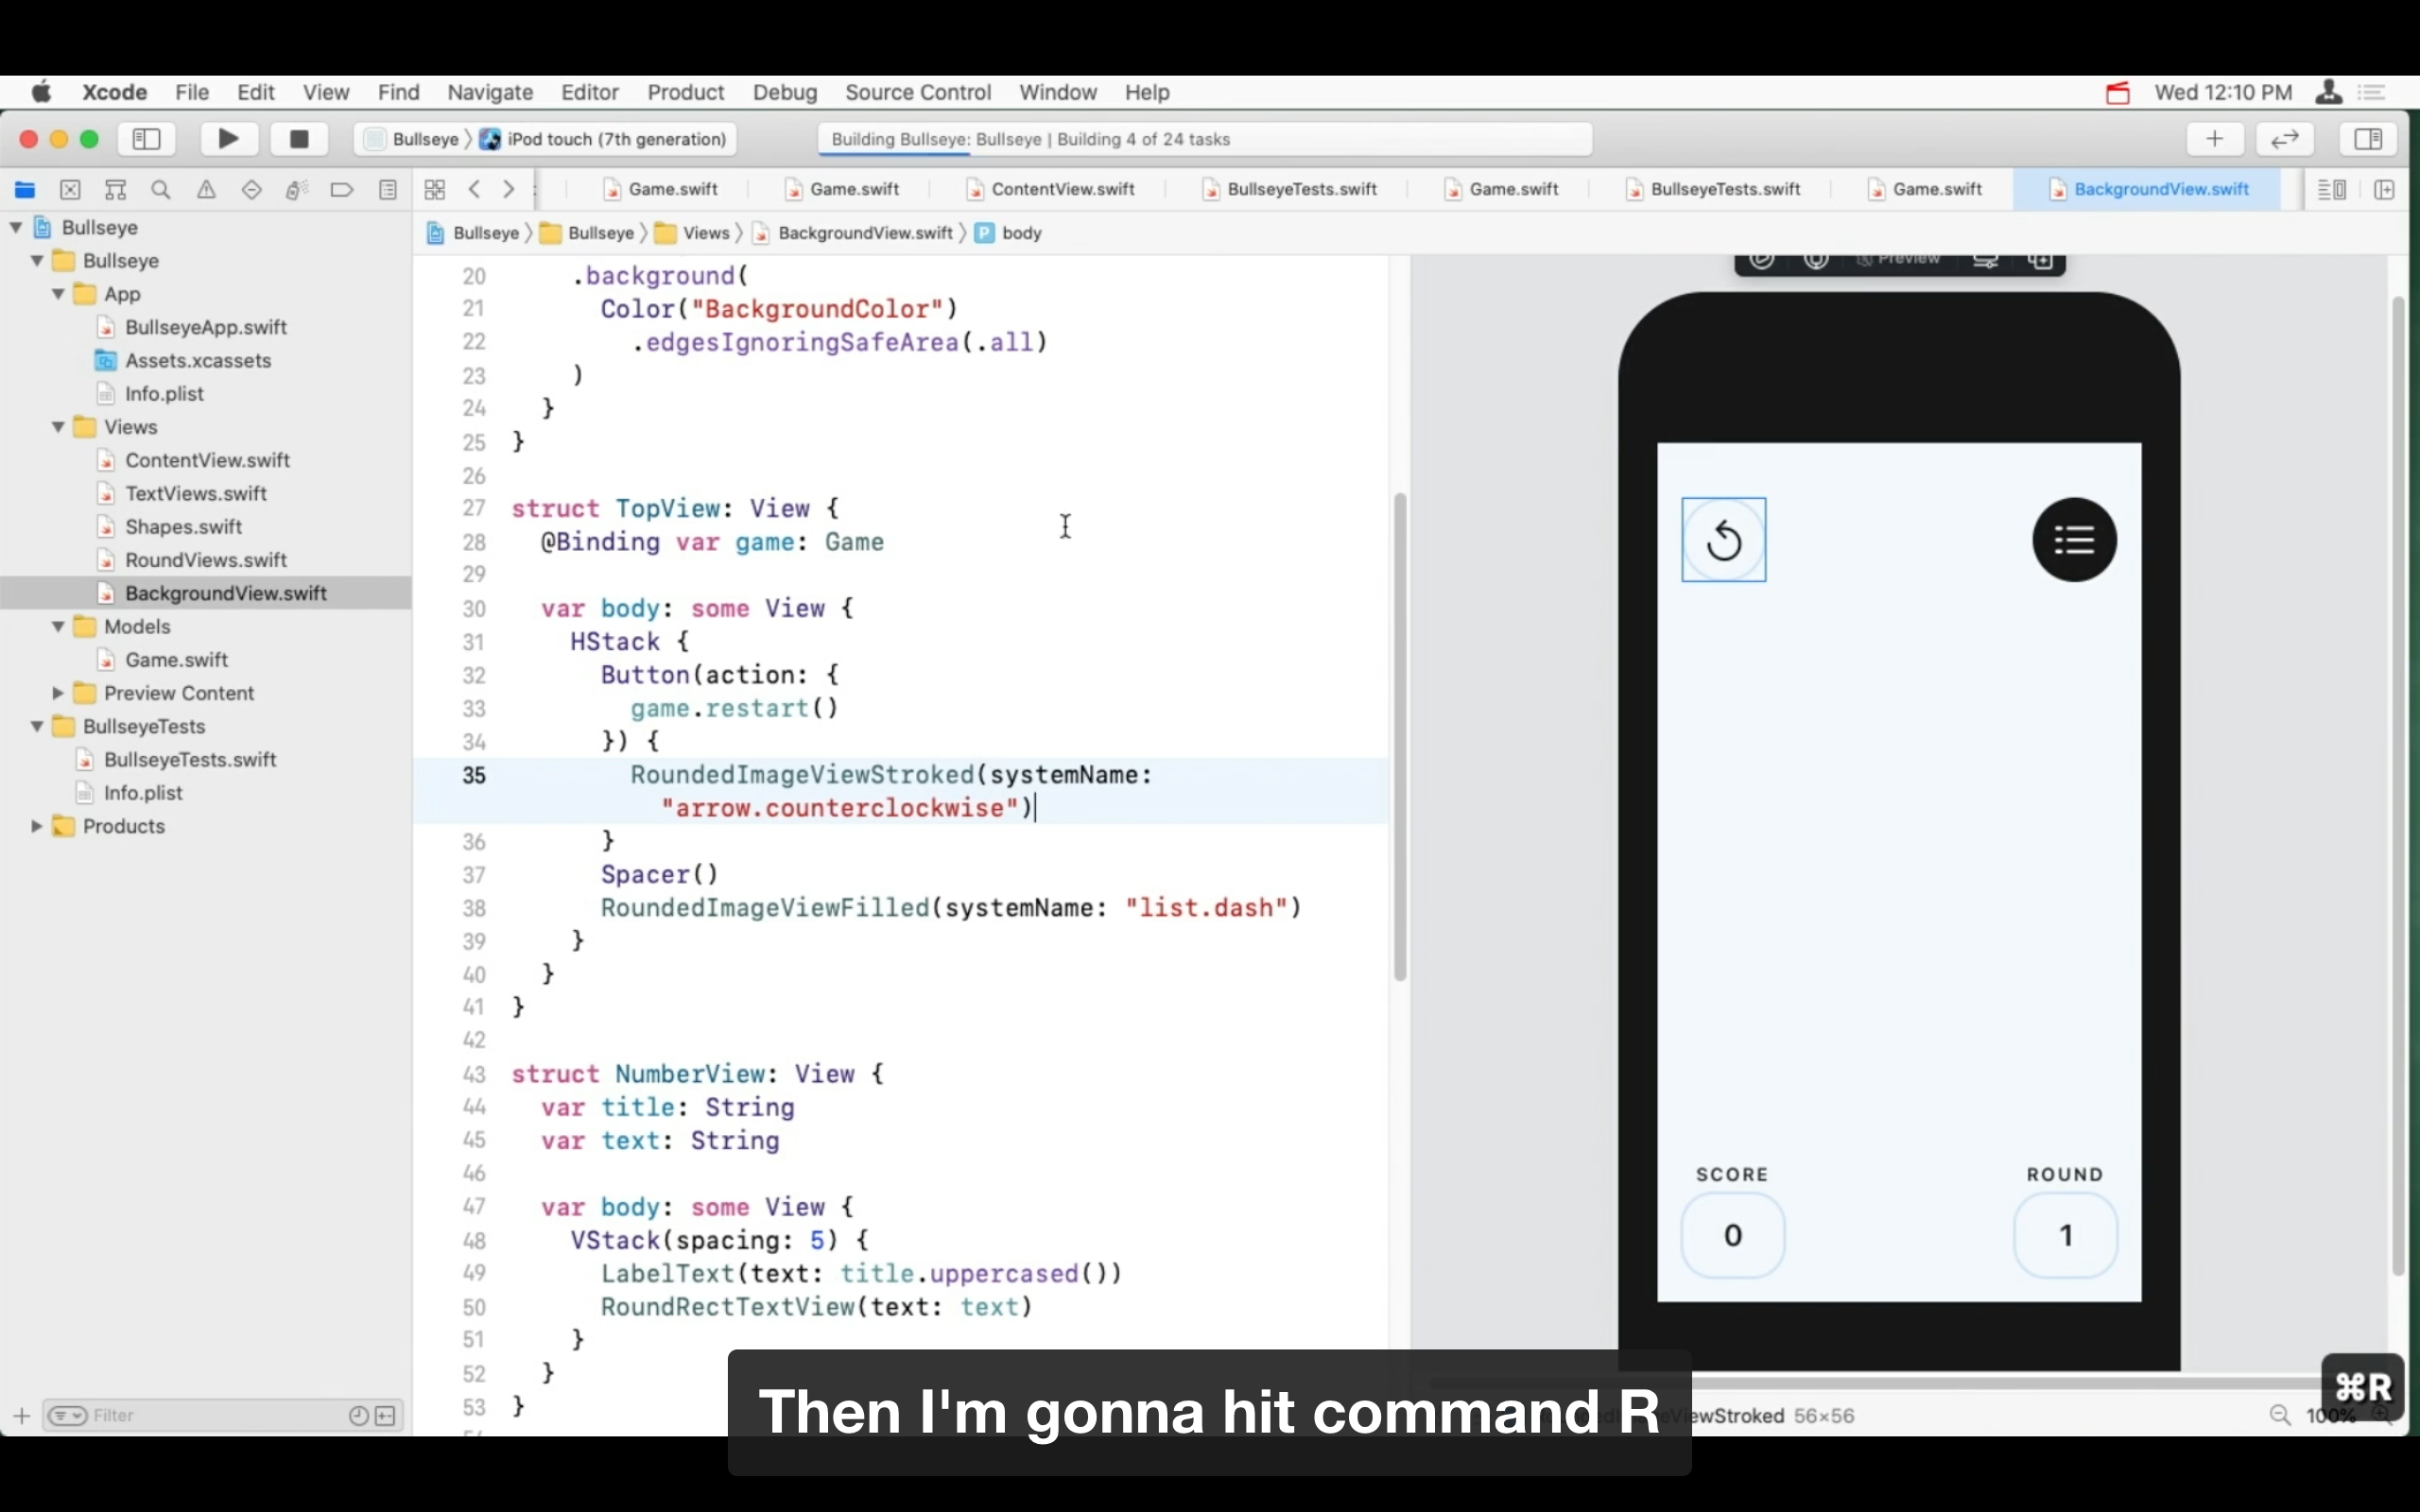 Xcode File Edit View Find Navigate Editor Product Debug Source Control Window Help Wed 12:10 PM
Bullseye iPod touch (7th generation) Building Bullseye: Bullseye | Building 4 of 24 tasks
Game.swift Game.swift ContentView.swift BullseyeTests.swift Game.swift BullseyeTests.swift Game.swift BackgroundView.swift
Bullseye Bullseye Views BackgroundView.swift P body
Bullseye
Bullseye
App
BullseyeApp.swift
Assets.xcassets
Info.plist
Views
ContentView.swift
TextViews.swift
Shapes.swift
RoundViews.swift
BackgroundView.swift
Models
Game.swift
Preview Content
BullseyeTests
BullseyeTests.swift
Info.plist
Products
Filter
20 .background(
21 Color("BackgroundColor")
22 .edgesIgnoringSafeArea(.all)
23 )
24 }
25 }
26
27 struct TopView: View {
28 @Binding var game: Game
29
30 var body: some View {
31 HStack {
32 Button(action: {
33 game.restart()
34 }) {
35 RoundedImageViewStroked(systemName:
"arrow.counterclockwise")
36 }
37 Spacer()
38 RoundedImageViewFilled(systemName: "list.dash")
39 }
40 }
41 }
42
43 struct NumberView: View {
44 var title: String
45 var text: String
46
47 var body: some View {
48 VStack(spacing: 5) {
49 LabelText(text: title.uppercased())
50 RoundRectTextView(text: text)
51 }
52 }
53 }
Preview
SCORE ROUND
0 1
ewStroked 56×56 100%
⌘R
Then I'm gonna hit command R